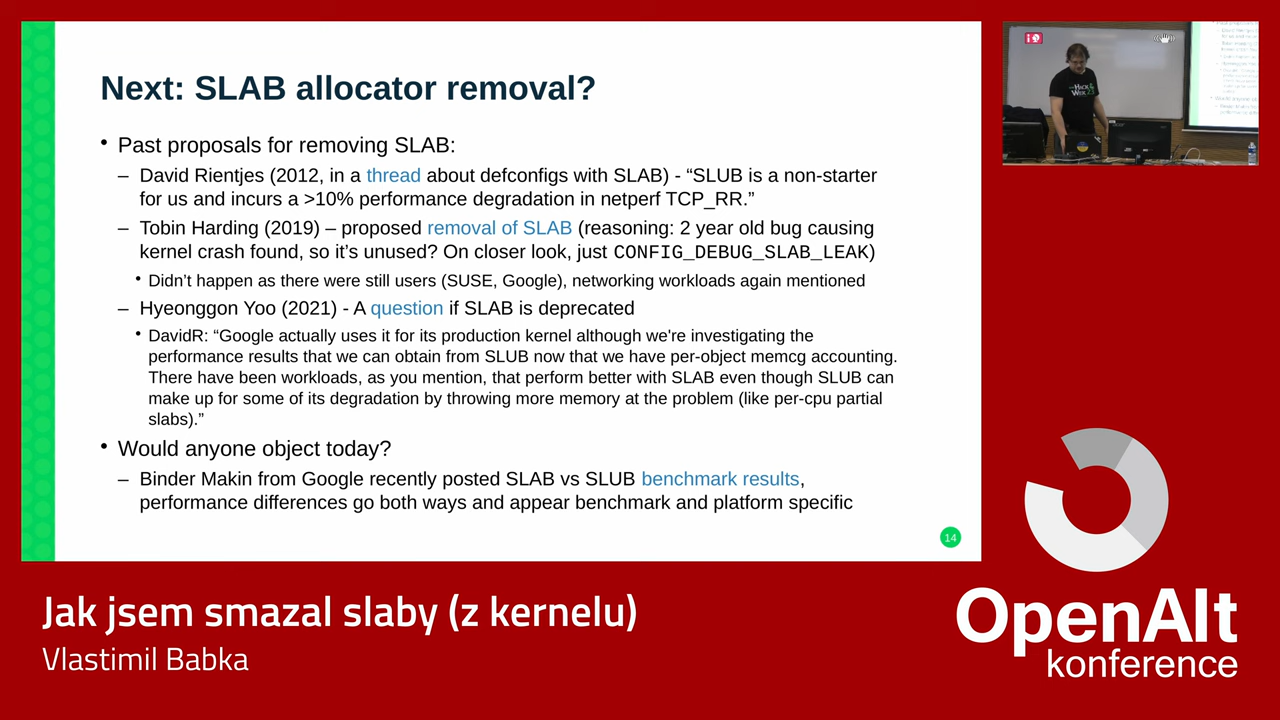 Next: SLAB allocator removal?
• Past proposals for removing SLAB:
– David Rientjes (2012, in a thread about defconfigs with SLAB) - “SLUB is a non-starter
for us and incurs a >10% performance degradation in netperf TCP_RR.”
– Tobin Harding (2019) – proposed removal of SLAB (reasoning: 2 year old bug causing
kernel crash found, so it’s unused? On closer look, just CONFIG_DEBUG_SLAB_LEAK)
• Didn’t happen as there were still users (SUSE, Google), networking workloads again mentioned
– Hyeonggon Yoo (2021) - A question if SLAB is deprecated
• DavidR: “Google actually uses it for its production kernel although we're investigating the
performance results that we can obtain from SLUB now that we have per-object memcg accounting.
There have been workloads, as you mention, that perform better with SLAB even though SLUB can
make up for some of its degradation by throwing more memory at the problem (like per-cpu partial
slabs).”
• Would anyone object today?
– Binder Makin from Google recently posted SLAB vs SLUB benchmark results,
performance differences go both ways and appear benchmark and platform specific
14
Jak jsem smazal slaby (z kernelu)
Vlastimil Babka
OpenAlt
konference